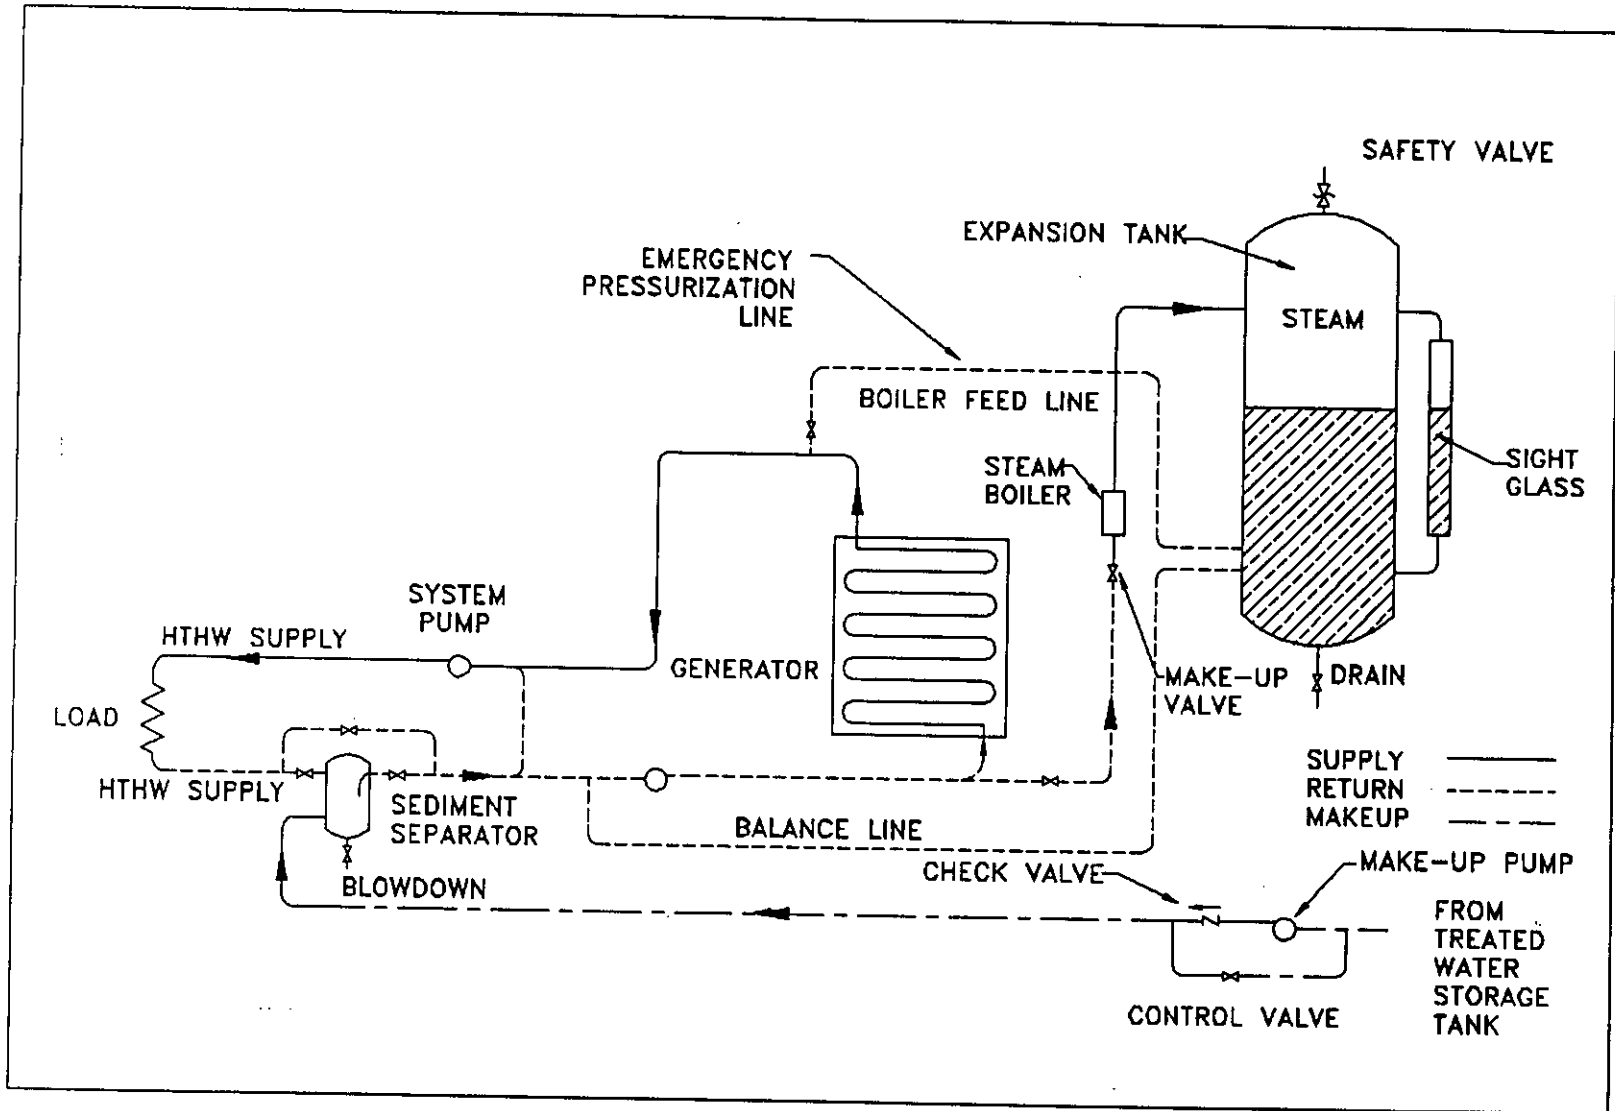 SAFETY VALVE
EXPANSION TANK
EMERGENCY
PRESSURIZATION
LINE
STEAM
BOILER FEED LINE
STEAM
BOILER
SIGHT
GLASS
SYSTEM
PUMP
HTHW SUPPLY
GENERATOR
MAKE-UP
VALVE
DRAIN
LOAD
HTHW SUPPLY
SEDIMENT
SEPARATOR
BALANCE LINE
SUPPLY
RETURN
MAKEUP
BLOWDOWN
CHECK VALVE
MAKE-UP PUMP
FROM
TREATED
WATER
STORAGE
TANK
CONTROL VALVE